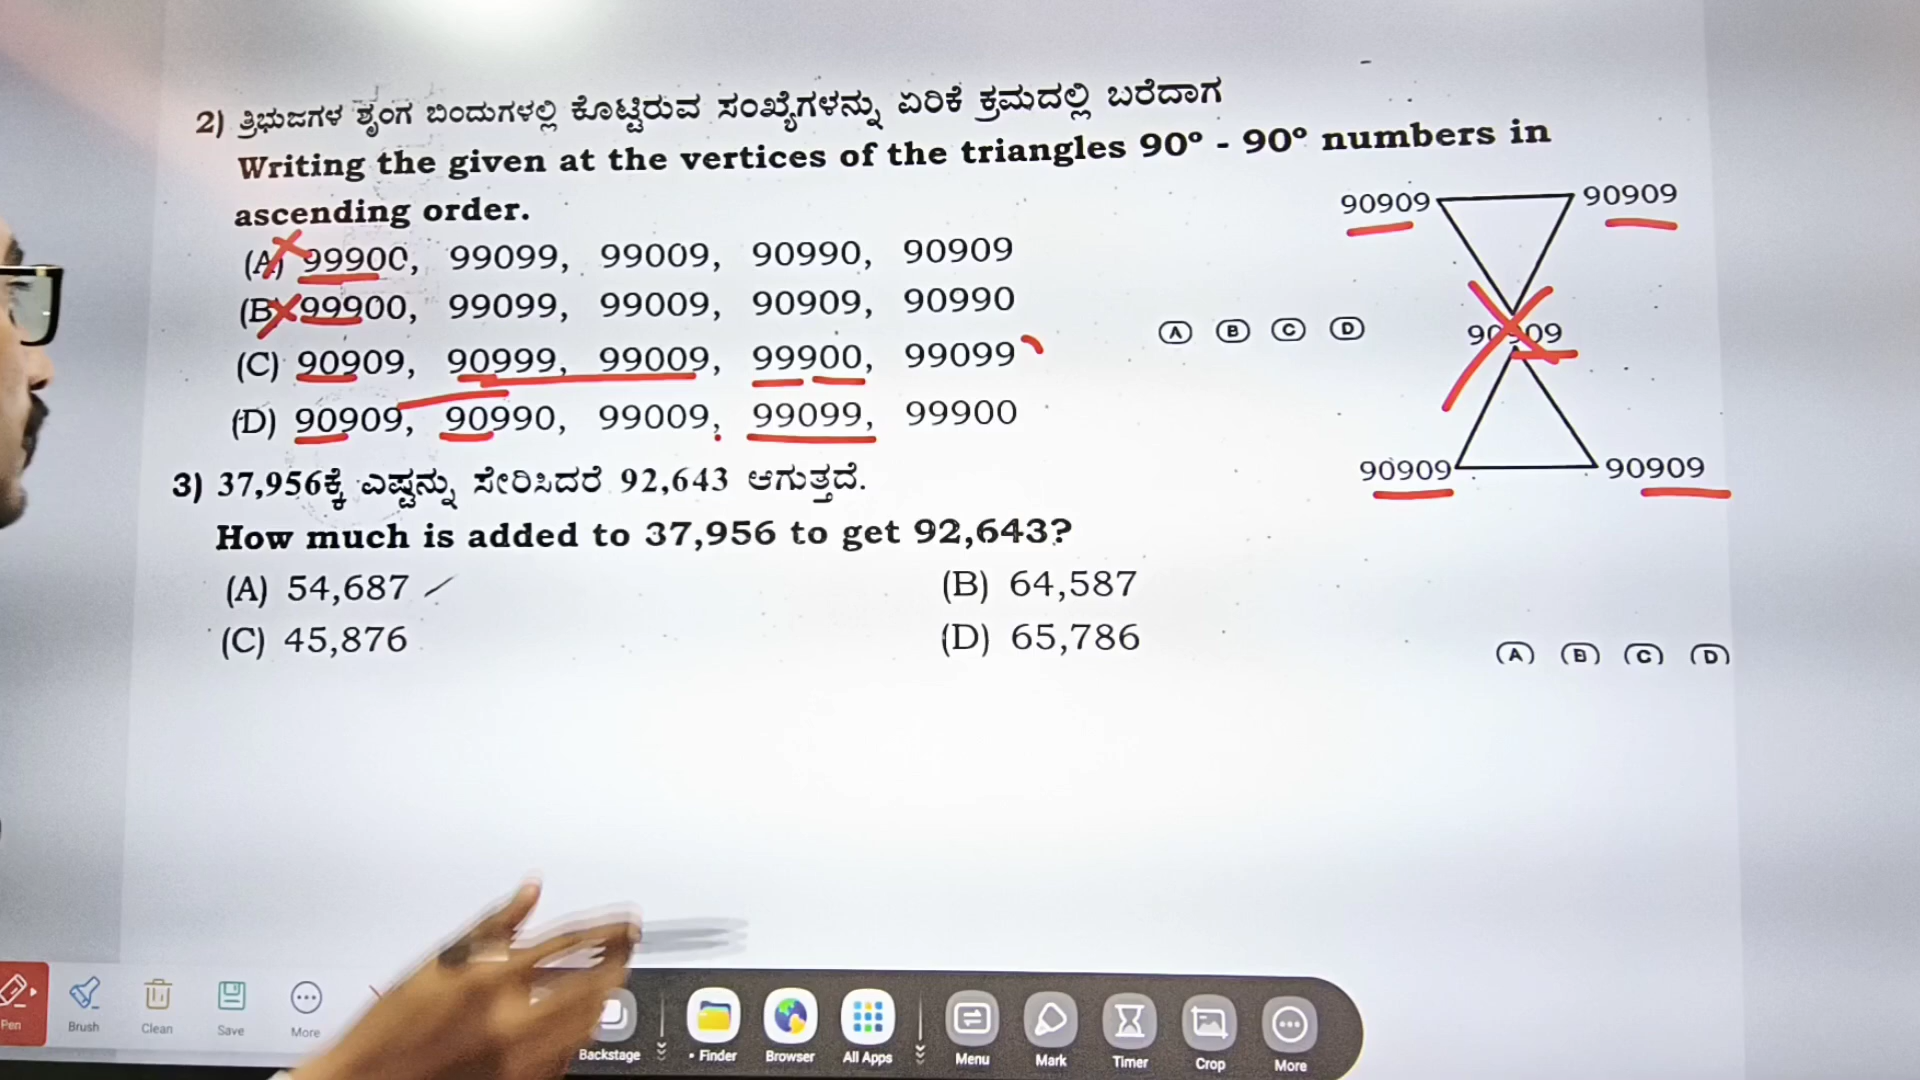 2) ತ್ರಿಭುಜಗಳ ಶೃಂಗ ಬಿಂದುಗಳಲ್ಲಿ ಕೊಟ್ಟಿರುವ ಸಂಖ್ಯೆಗಳನ್ನು ಏರಿಕೆ ಕ್ರಮದಲ್ಲಿ ಬರೆದಾಗ
Writing the given at the vertices of the triangles 90º - 90º numbers in
ascending order.
90909 90909
(A) 99900, 99099, 99009, 90990, 90909
(B) 99900, 99099, 99009, 90909, 90990
(A) (B) (C) (D)
(C) 90909, 90999, 99009, 99900, 99099
(D) 90909, 90990, 99009, 99099, 99900
90909 90909
3) 37,956ಕ್ಕೆ ಎಷ್ಟನ್ನು ಸೇರಿಸಿದರೆ 92,643 ಆಗುತ್ತದೆ.
How much is added to 37,956 to get 92,643?
(A) 54,687 (B) 64,587
(C) 45,876 (D) 65,786
(A) (B) (C) (D)
Pen Brush Clean Save More
Backstage Finder Browser All Apps Menu Mark Timer Crop More